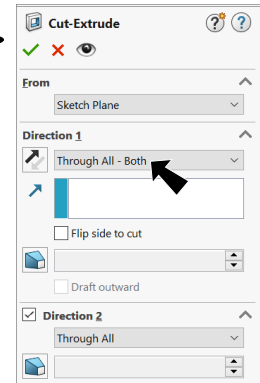 Cut-Extrude
From
Sketch Plane
Direction 1
Through All - Both
Flip side to cut
Draft outward
Direction 2
Through All